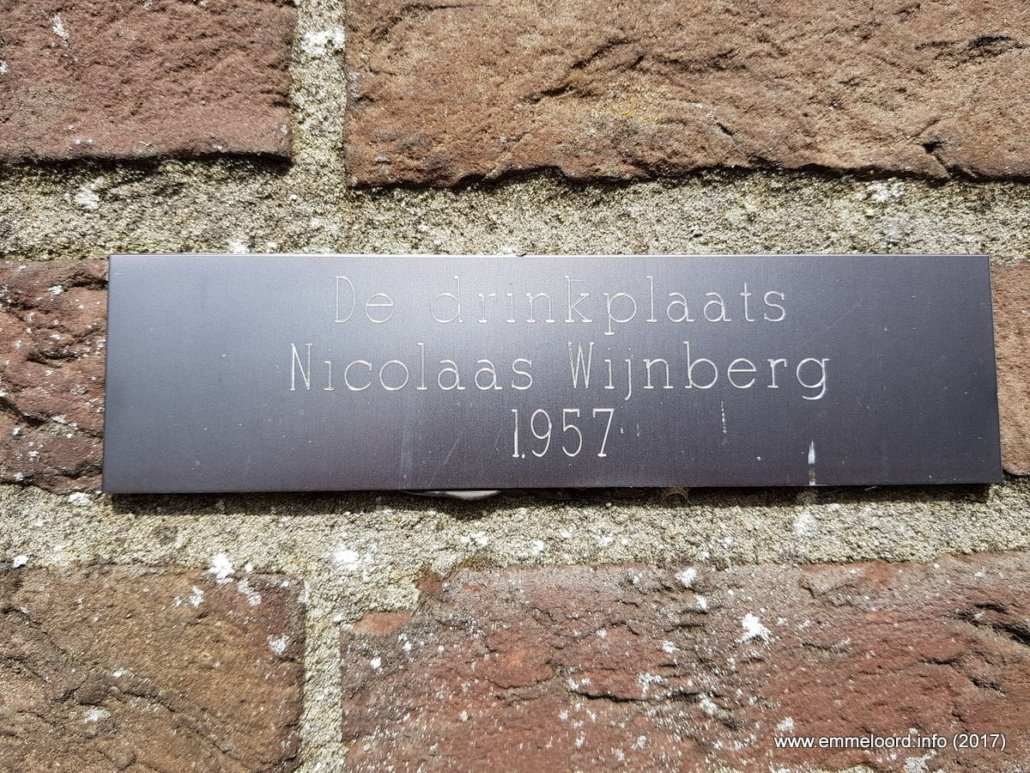 De drinkplaats
Nicolaas Wijnberg
1957
www.emmeloord.info (2017)